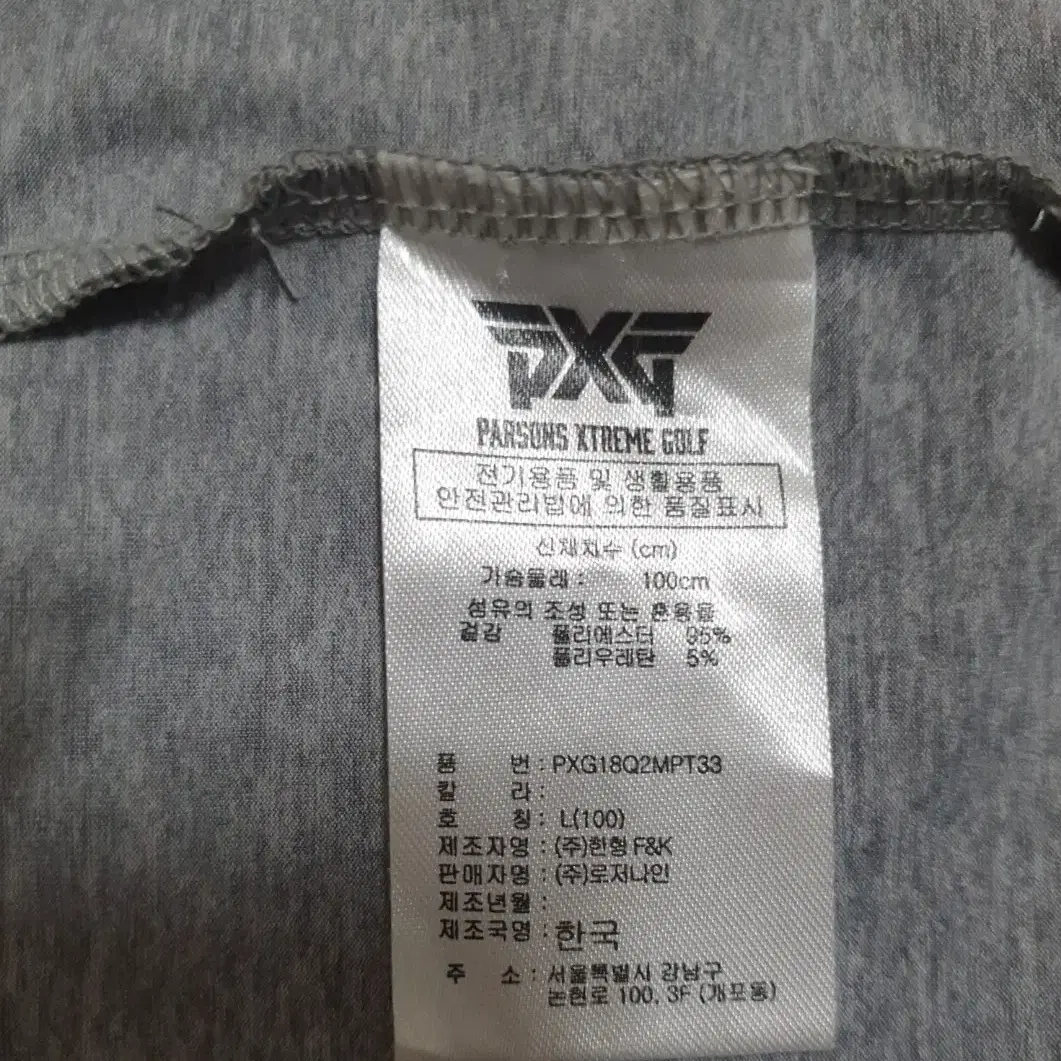 PXG
PARSONS XTREME GOLF
전기용품 및 생활용품
안전관리법에 의한 품질표시
신체치수 (cm)
가슴둘레 : 100cm
섬유의 조성 또는 혼용율
겉감 폴리에스터 95%
폴리우레탄 5%
품 번 : PXG18Q2MPT33
칼 라 :
호 칭 : L(100)
제조자명 : (주)한형 F&K
판매자명 : (주)로저나인
제조년월 :
제조국명 : 한국
주 소 : 서울특별시 강남구
논현로 100, 3F (개포동)